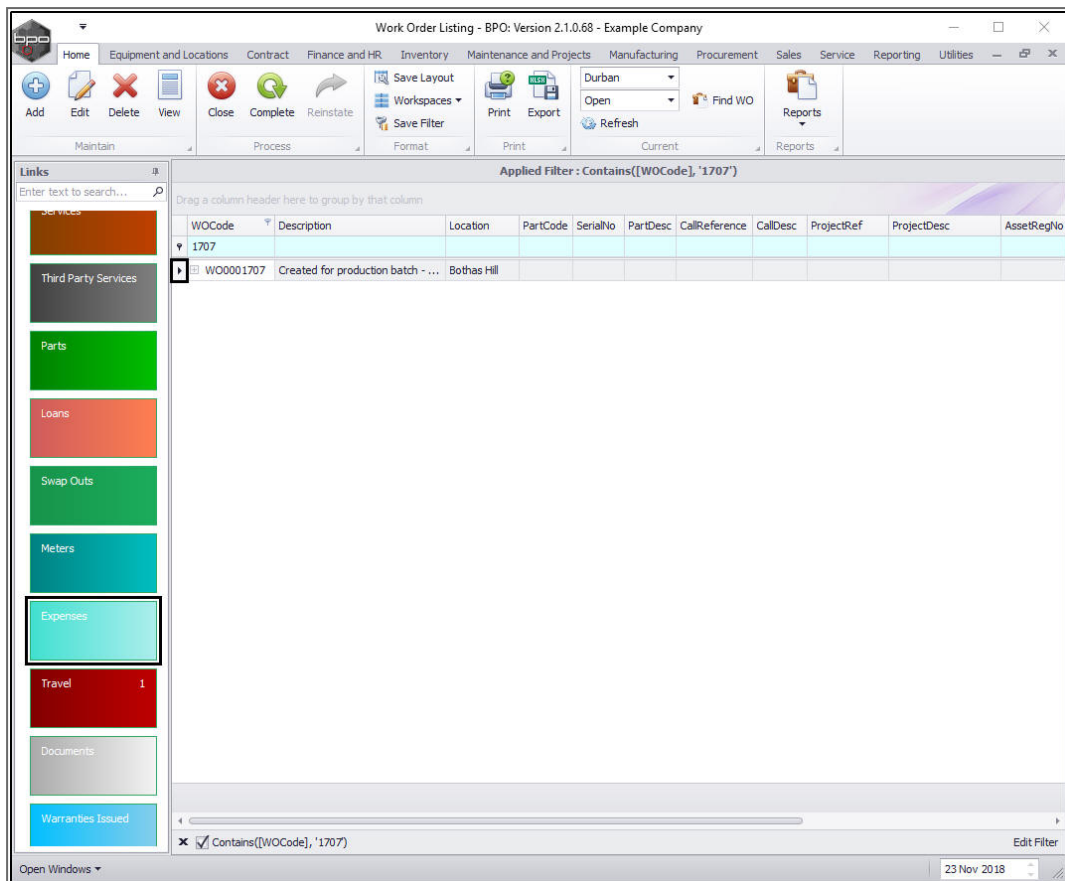 Work Order Listing - BPO: Version 2.1.0.68 - Example Company
bpo
Home Equipment and Locations Contract Finance and HR Inventory Maintenance and Projects Manufacturing Procurement Sales Service Reporting Utilities
Add Edit Delete View
Maintain
Close Complete Reinstate
Process
Save Layout
Workspaces
Save Filter
Format
Print Export
Print
Durban
Open
Refresh
Find WO
Current
Reports
Reports
Links
Enter text to search...
Services
Third Party Services
Parts
Loans
Swap Outs
Meters
Expenses
Travel 1
Documents
Warranties Issued
Applied Filter : Contains([WOCode], '1707')
Drag a column header here to group by that column
WOCode Description Location PartCode SerialNo PartDesc CallReference CallDesc ProjectRef ProjectDesc AssetRegNo
1707
WO0001707 Created for production batch - ... Bothas Hill
Contains([WOCode], '1707') Edit Filter
Open Windows 23 Nov 2018